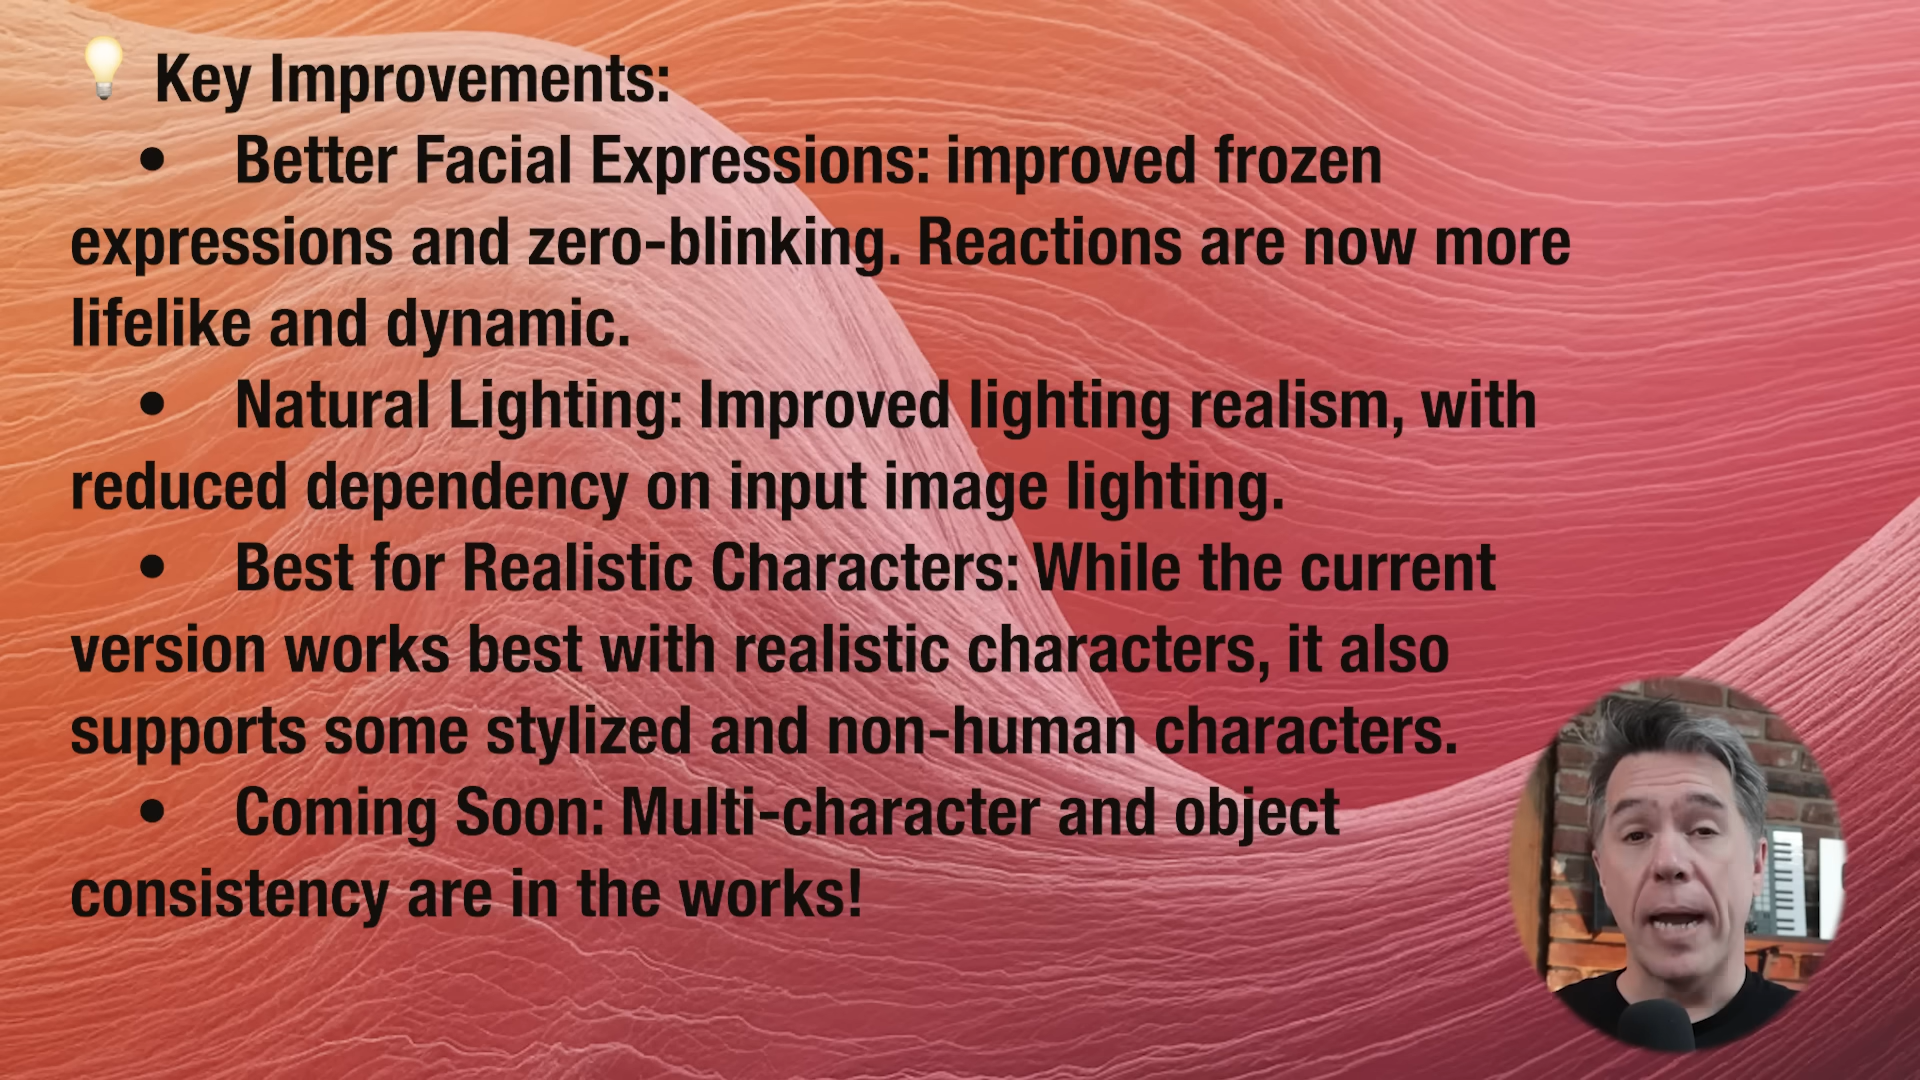 💡 Key Improvements:
• Better Facial Expressions: improved frozen
expressions and zero-blinking. Reactions are now more
lifelike and dynamic.
• Natural Lighting: Improved lighting realism, with
reduced dependency on input image lighting.
• Best for Realistic Characters: While the current
version works best with realistic characters, it also
supports some stylized and non-human characters.
• Coming Soon: Multi-character and object
consistency are in the works!